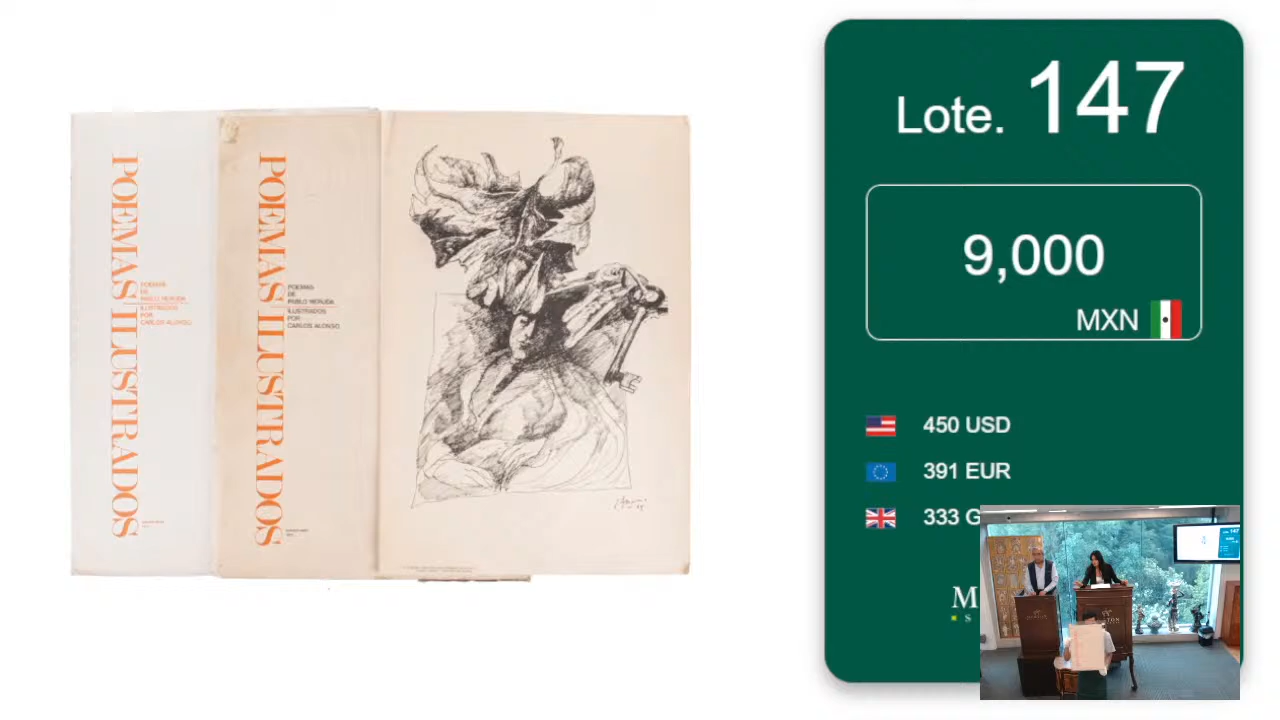 POEMAS ILUSTRADOS
POEMAS
DE
PABLO NERUDA
ILUSTRADOS
POR
CARLOS ALONSO
POEMAS ILUSTRADOS
POEMAS
DE
PABLO NERUDA
ILUSTRADOS
POR
CARLOS ALONSO
Lote. 147
9,000
MXN
450 USD
391 EUR
333 G
M
S